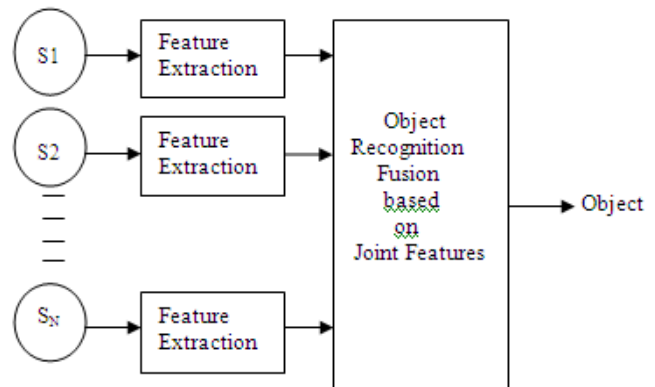 S1
Feature
Extraction
S2
Feature
Extraction
Object
Recognition
Fusion
based
on
Joint Features
Object
SN
Feature
Extraction